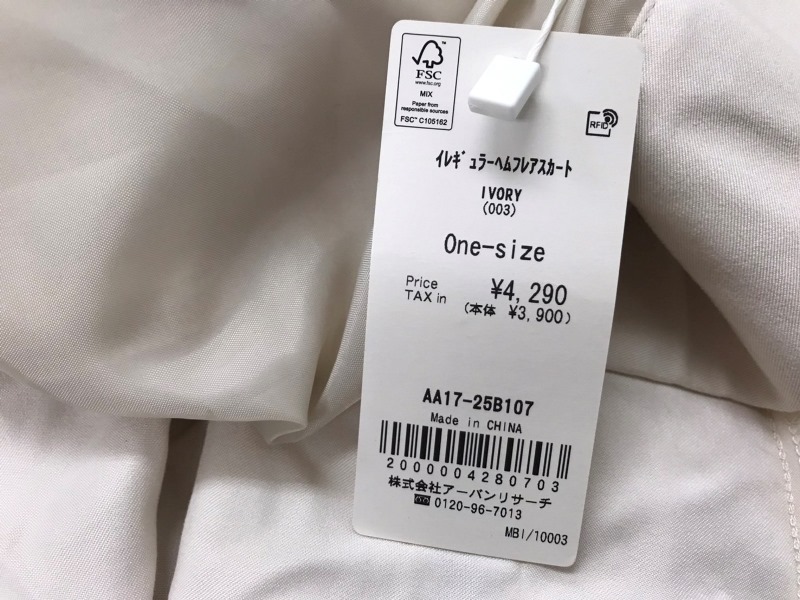 FSC™
www.fsc.org
MIX
Paper from
responsible sources
FSC™ C105162
RFID
イレギュラーヘムフレアスカート
IVORY
(003)
One-size
Price
TAX in
¥4,290
(本体 ¥3,900)
AA17-25B107
Made in CHINA
2000004280703
株式会社アーバンリサーチ
0120-96-7013
MBI/10003